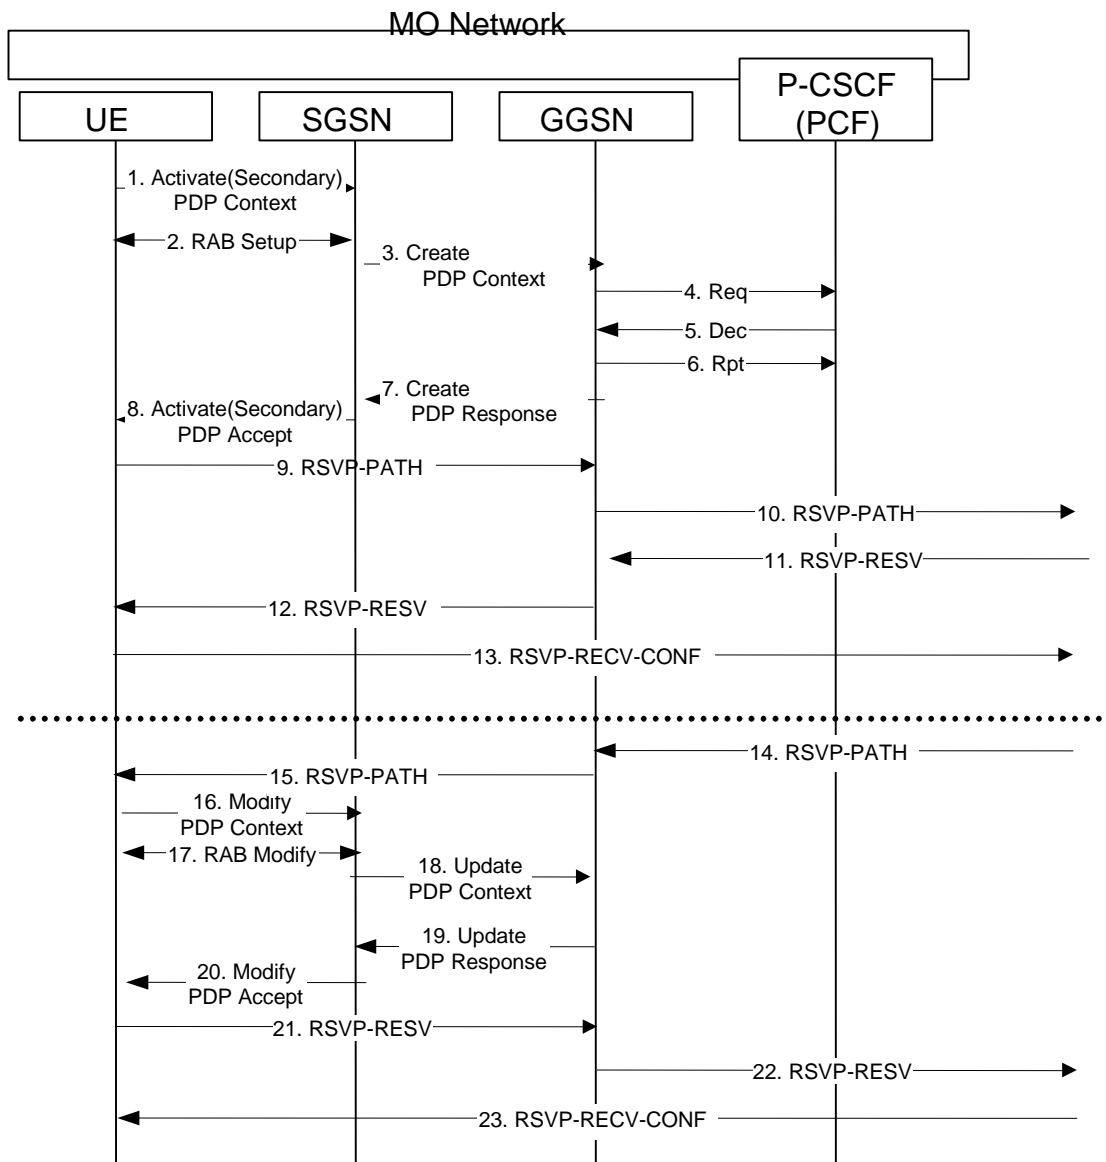 MO Network
P-CSCF
(PCF)
UE
SGSN
GGSN
1. Activate(Secondary)
PDP Context
2. RAB Setup
3. Create
PDP Context
4. Req
5. Dec
6. Rpt
7. Create
PDP Response
8. Activate(Secondary)
PDP Accept
9. RSVP-PATH
10. RSVP-PATH
11. RSVP-RESV
12. RSVP-RESV
13. RSVP-RECV-CONF
14. RSVP-PATH
15. RSVP-PATH
16. Modify
PDP Context
17. RAB Modify
18. Update
PDP Context
19. Update
PDP Response
20. Modify
PDP Accept
21. RSVP-RESV
22. RSVP-RESV
23. RSVP-RECV-CONF